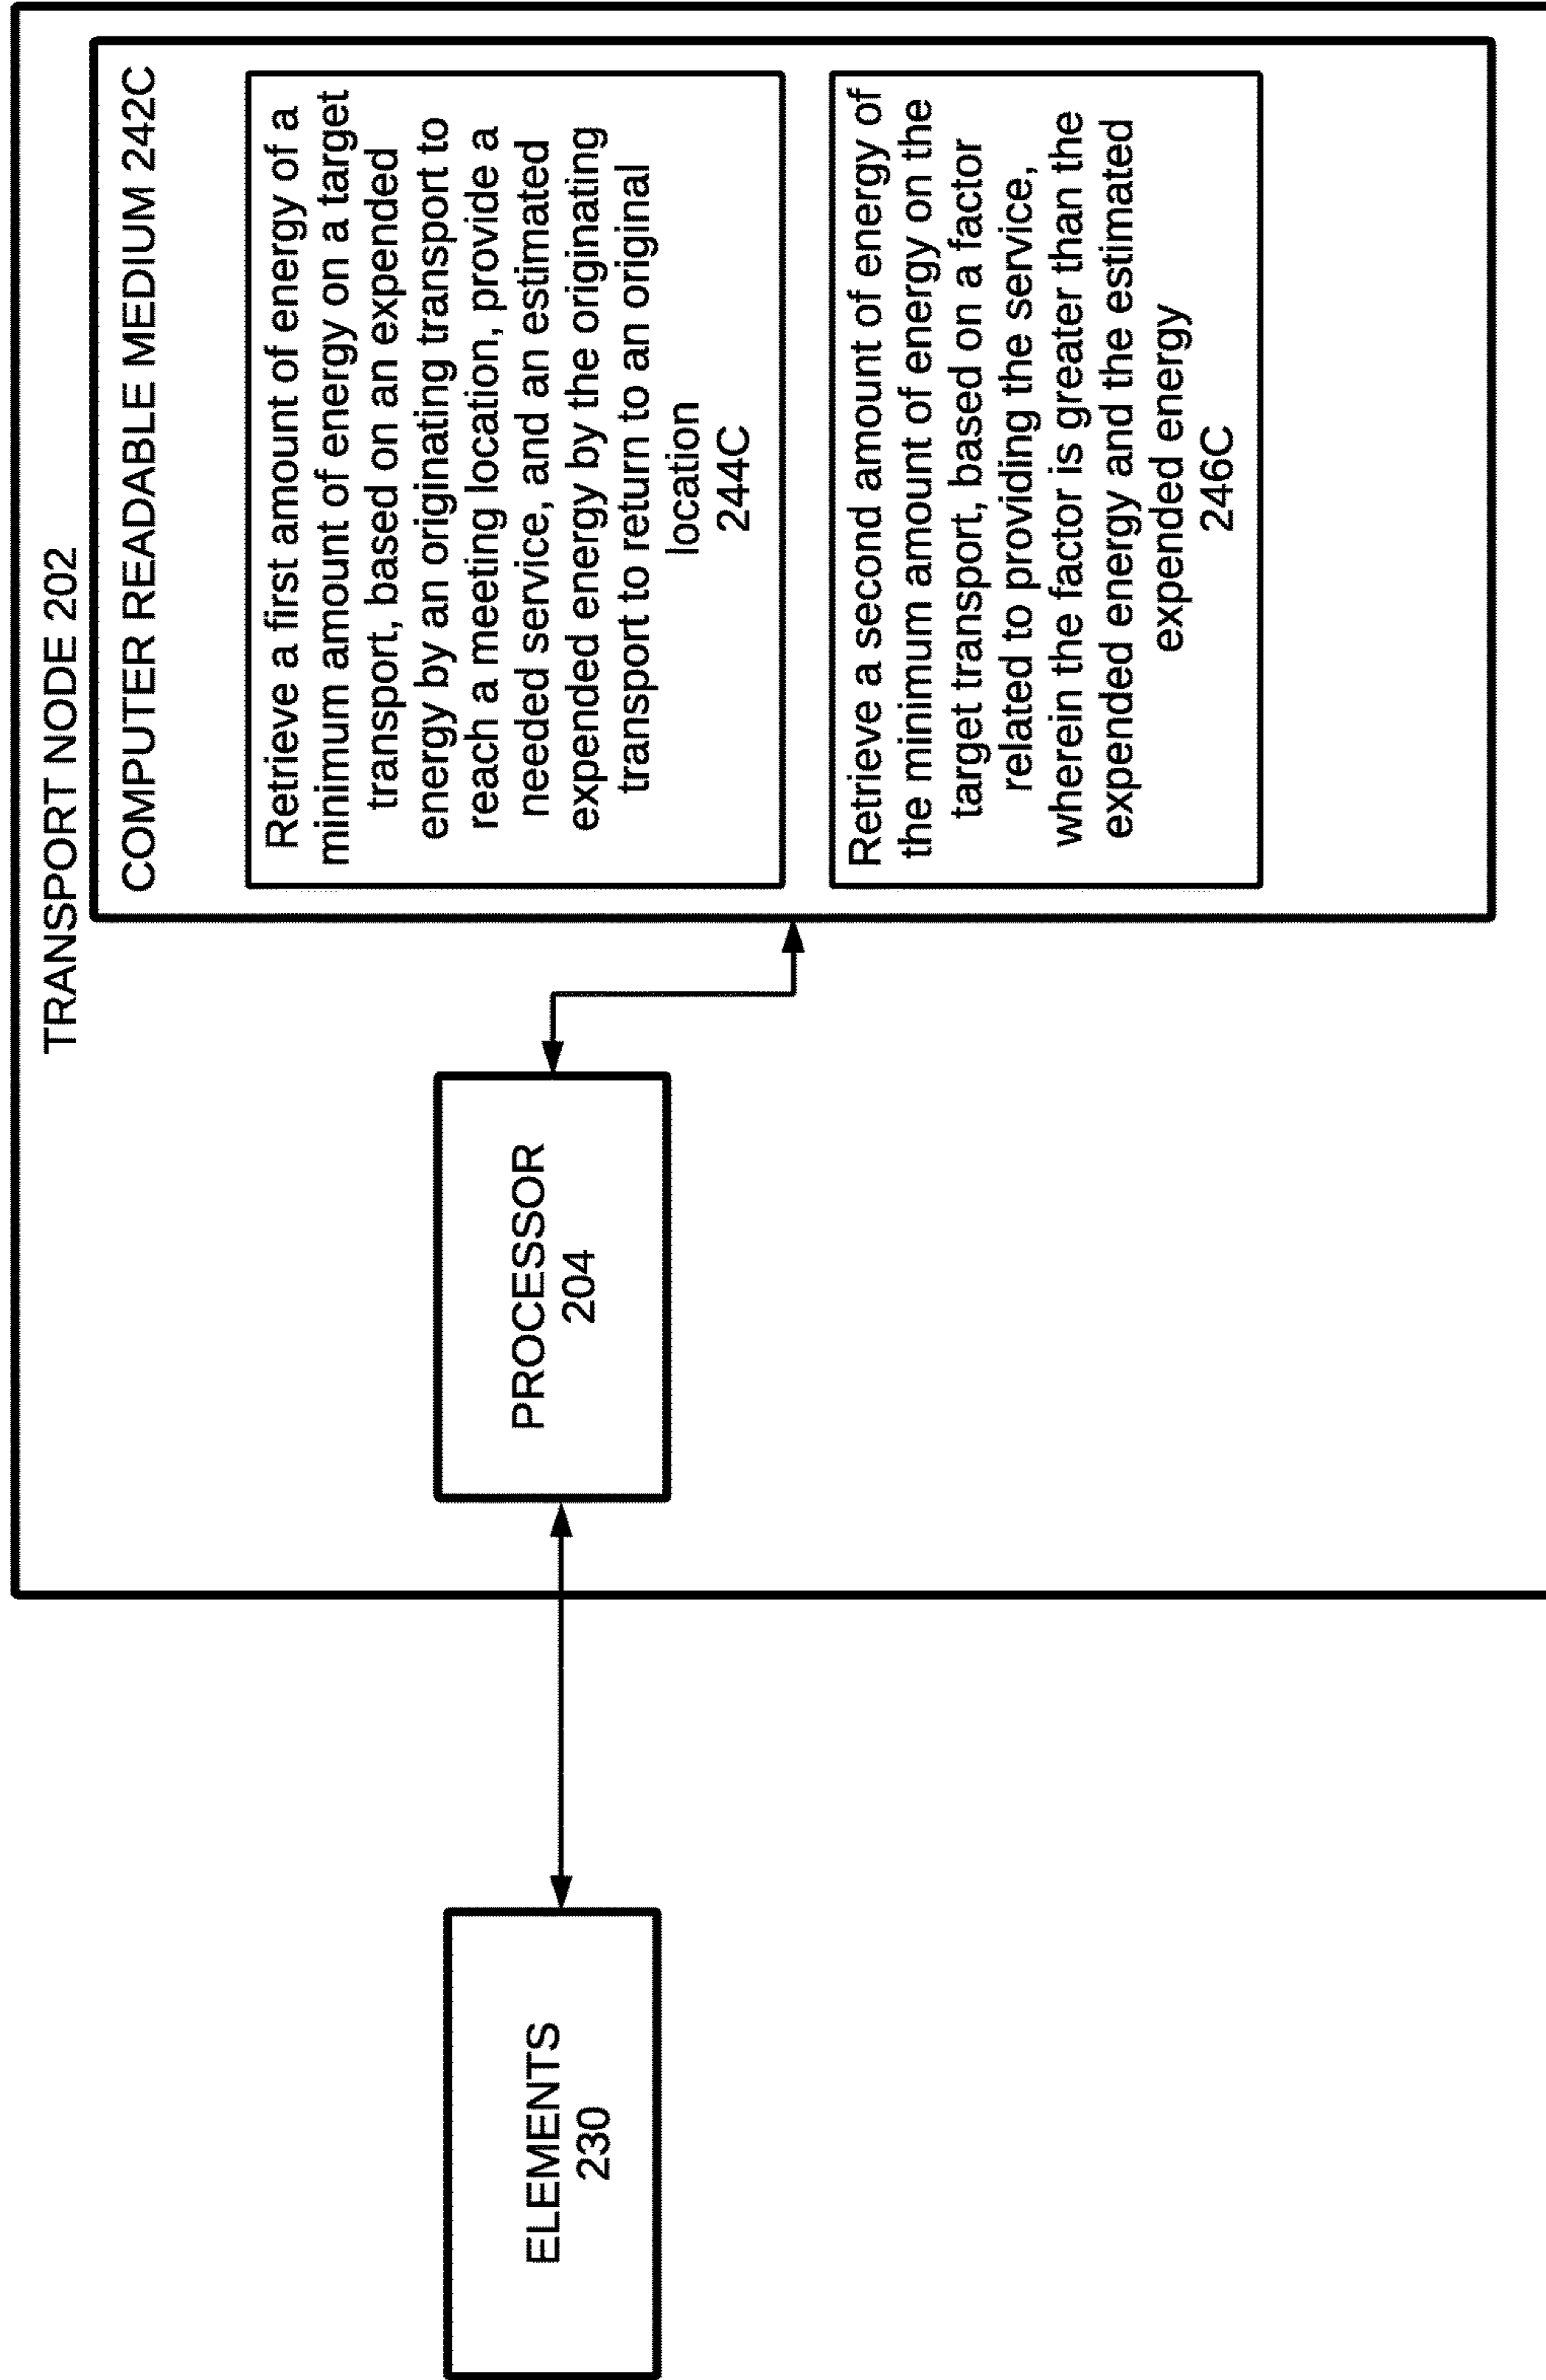 TRANSPORT NODE 202
COMPUTER READABLE MEDIUM 242C
Retrieve a first amount of energy of a
minimum amount of energy on a target
transport, based on an expended
energy by an originating transport to
reach a meeting location, provide a
needed service, and an estimated
expended energy by the originating
transport to return to an original
location
244C
Retrieve a second amount of energy of
the minimum amount of energy on the
target transport, based on a factor
related to providing the service,
wherein the factor is greater than the
expended energy and the estimated
expended energy
246C
PROCESSOR
204
ELEMENTS
230